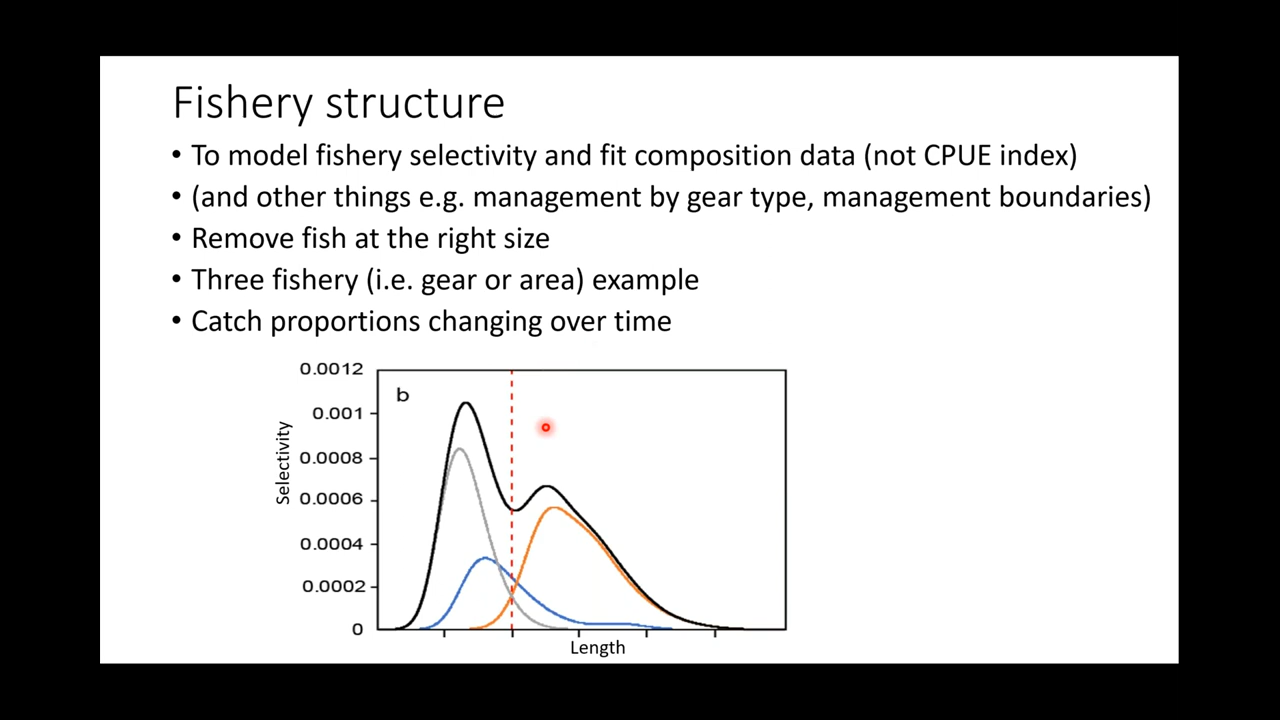 Fishery structure
• To model fishery selectivity and fit composition data (not CPUE index)
• (and other things e.g. management by gear type, management boundaries)
• Remove fish at the right size
• Three fishery (i.e. gear or area) example
• Catch proportions changing over time
0.0012
b
0.001
0.0008
0.0006
0.0004
0.0002
0
Selectivity
Length